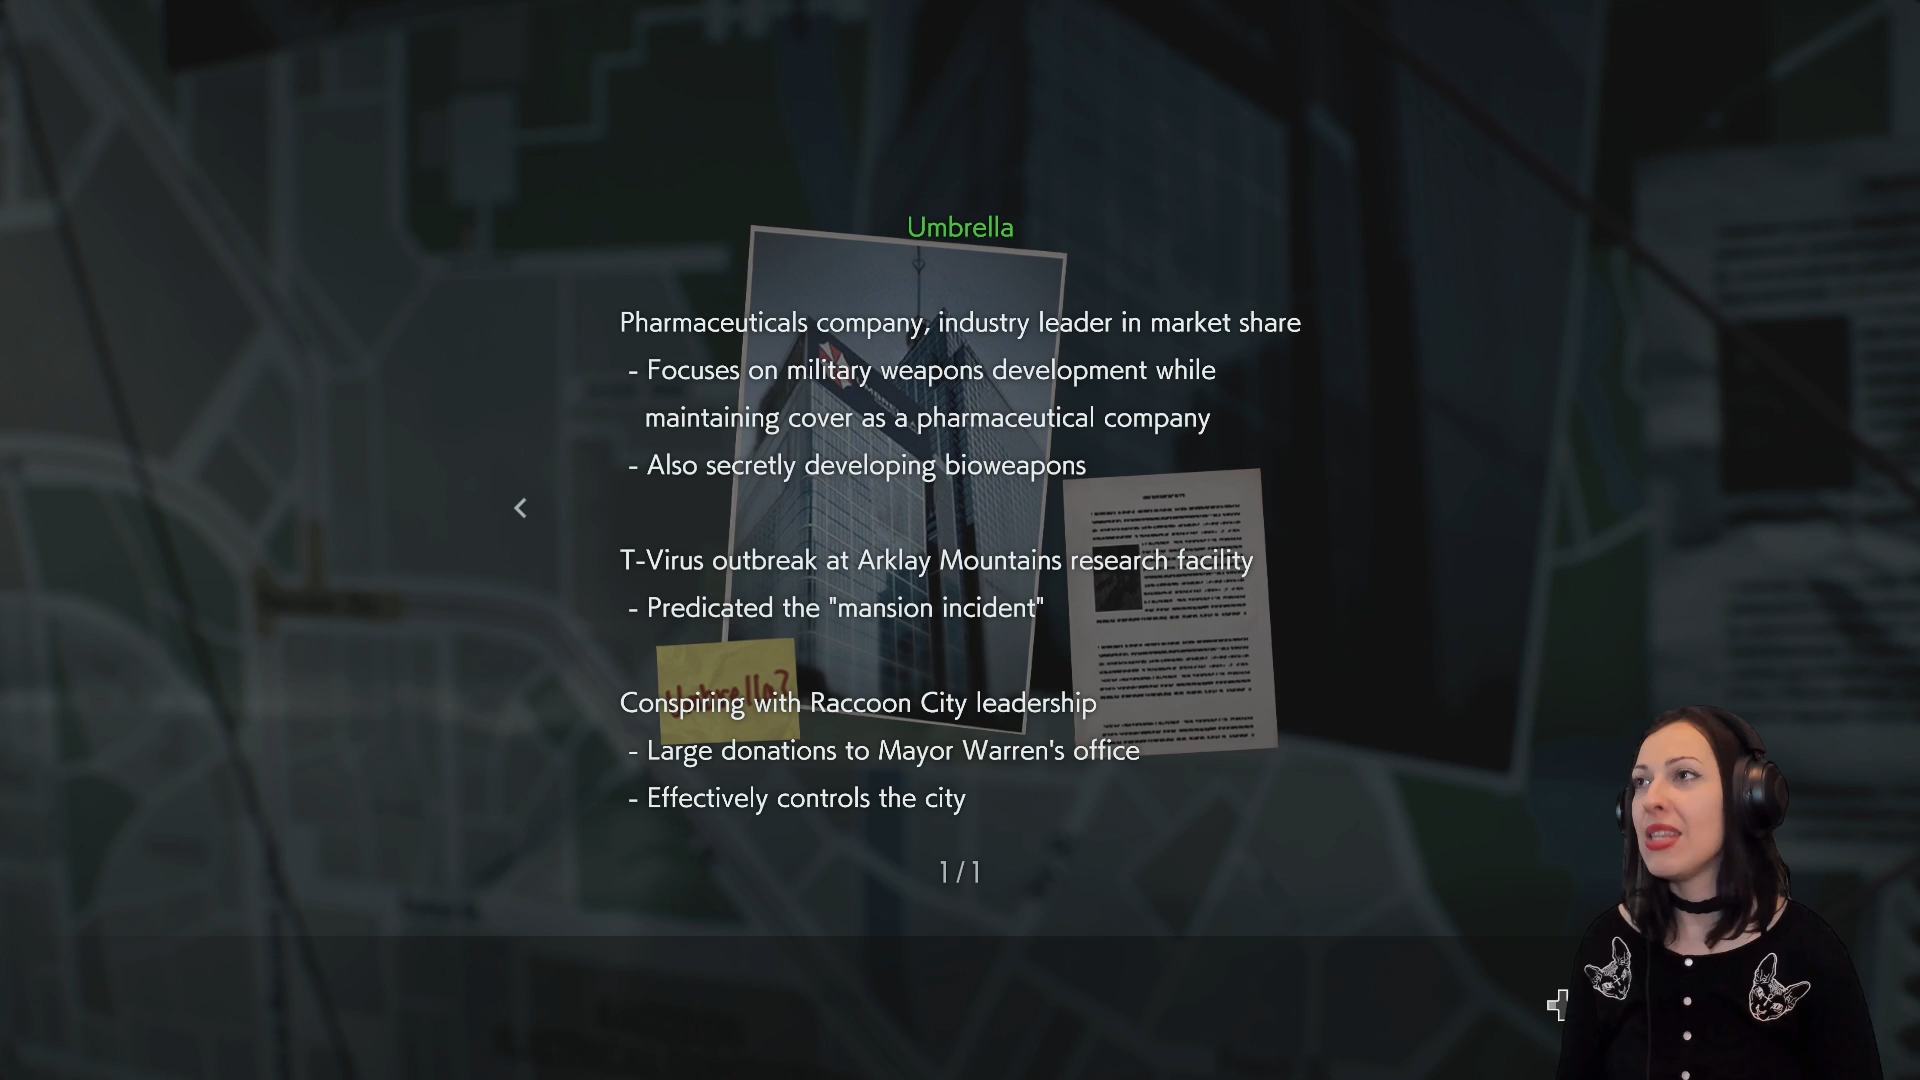 Umbrella
Pharmaceuticals company, industry leader in market share
- Focuses on military weapons development while
maintaining cover as a pharmaceutical company
- Also secretly developing bioweapons
T-Virus outbreak at Arklay Mountains research facility
- Predicated the "mansion incident"
Umbrella?
Conspiring with Raccoon City leadership
- Large donations to Mayor Warren's office
- Effectively controls the city
1/1